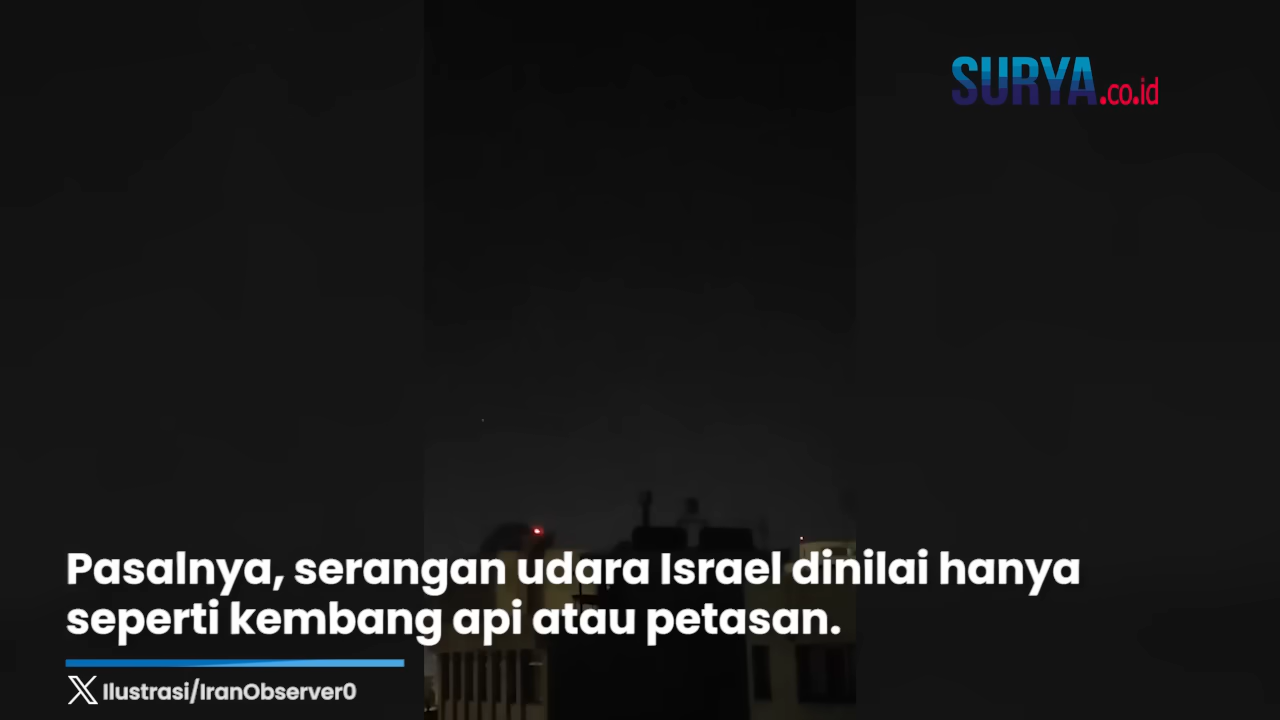 SURYA.co.id
Pasalnya, serangan udara Israel dinilai hanya
seperti kembang api atau petasan.
X Ilustrasi/IranObserver0